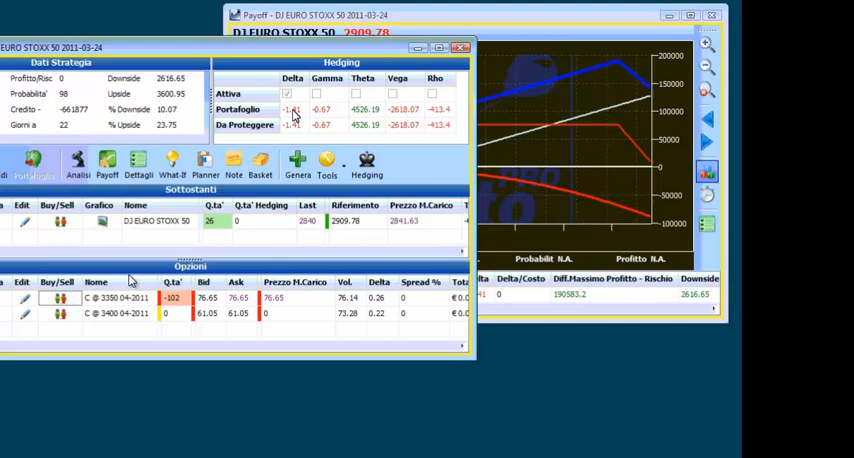 Payoff - DJ EURO STOXX 50 2011-03-24
DJ EURO STOXX 50 2909.78
EURO STOXX 50 2011-03-24
Dati Strategia
Hedging
Profitto/Risc 0 Downside 2616.65
Probabilita' 98 Upside 3600.95
Credito - -661877 % Downside 10.07
Giorni a 22 % Upside 23.75
Delta Gamma Theta Vega Rho
Attiva
Portafoglio -1.41 -0.67 4526.19 -2618.07 -413.4
Da Proteggere -1.41 -0.67 4526.19 -2618.07 -413.4
di Portafoglio Analisi Payoff Dettagli What-If Planner Note Basket Genera Tools Hedging
Sottostanti
a Edit Buy/Sell Grafico Nome Q.ta' Q.ta' Hedging Last Riferimento Prezzo M.Carico T
DJ EURO STOXX 50 26 0 2840 2909.78 2841.63
Opzioni
a Edit Buy/Sell Nome Q.ta' Bid Ask Prezzo M.Carico Vol. Delta Spread % Tota
C @ 3350 04-2011 -102 76.65 76.65 76.65 76.14 0.26 0 € 0.0
C @ 3400 04-2011 0 61.05 61.05 0 73.28 0.22 0 € 0.0
200000
150000
100000
50000
0
-100000
PRO
Probabilit N.A. Profitto N.A.
Delta/Costo Diff.Massimo Profitto - Rischio Downside
41 0 190583.2 2616.65